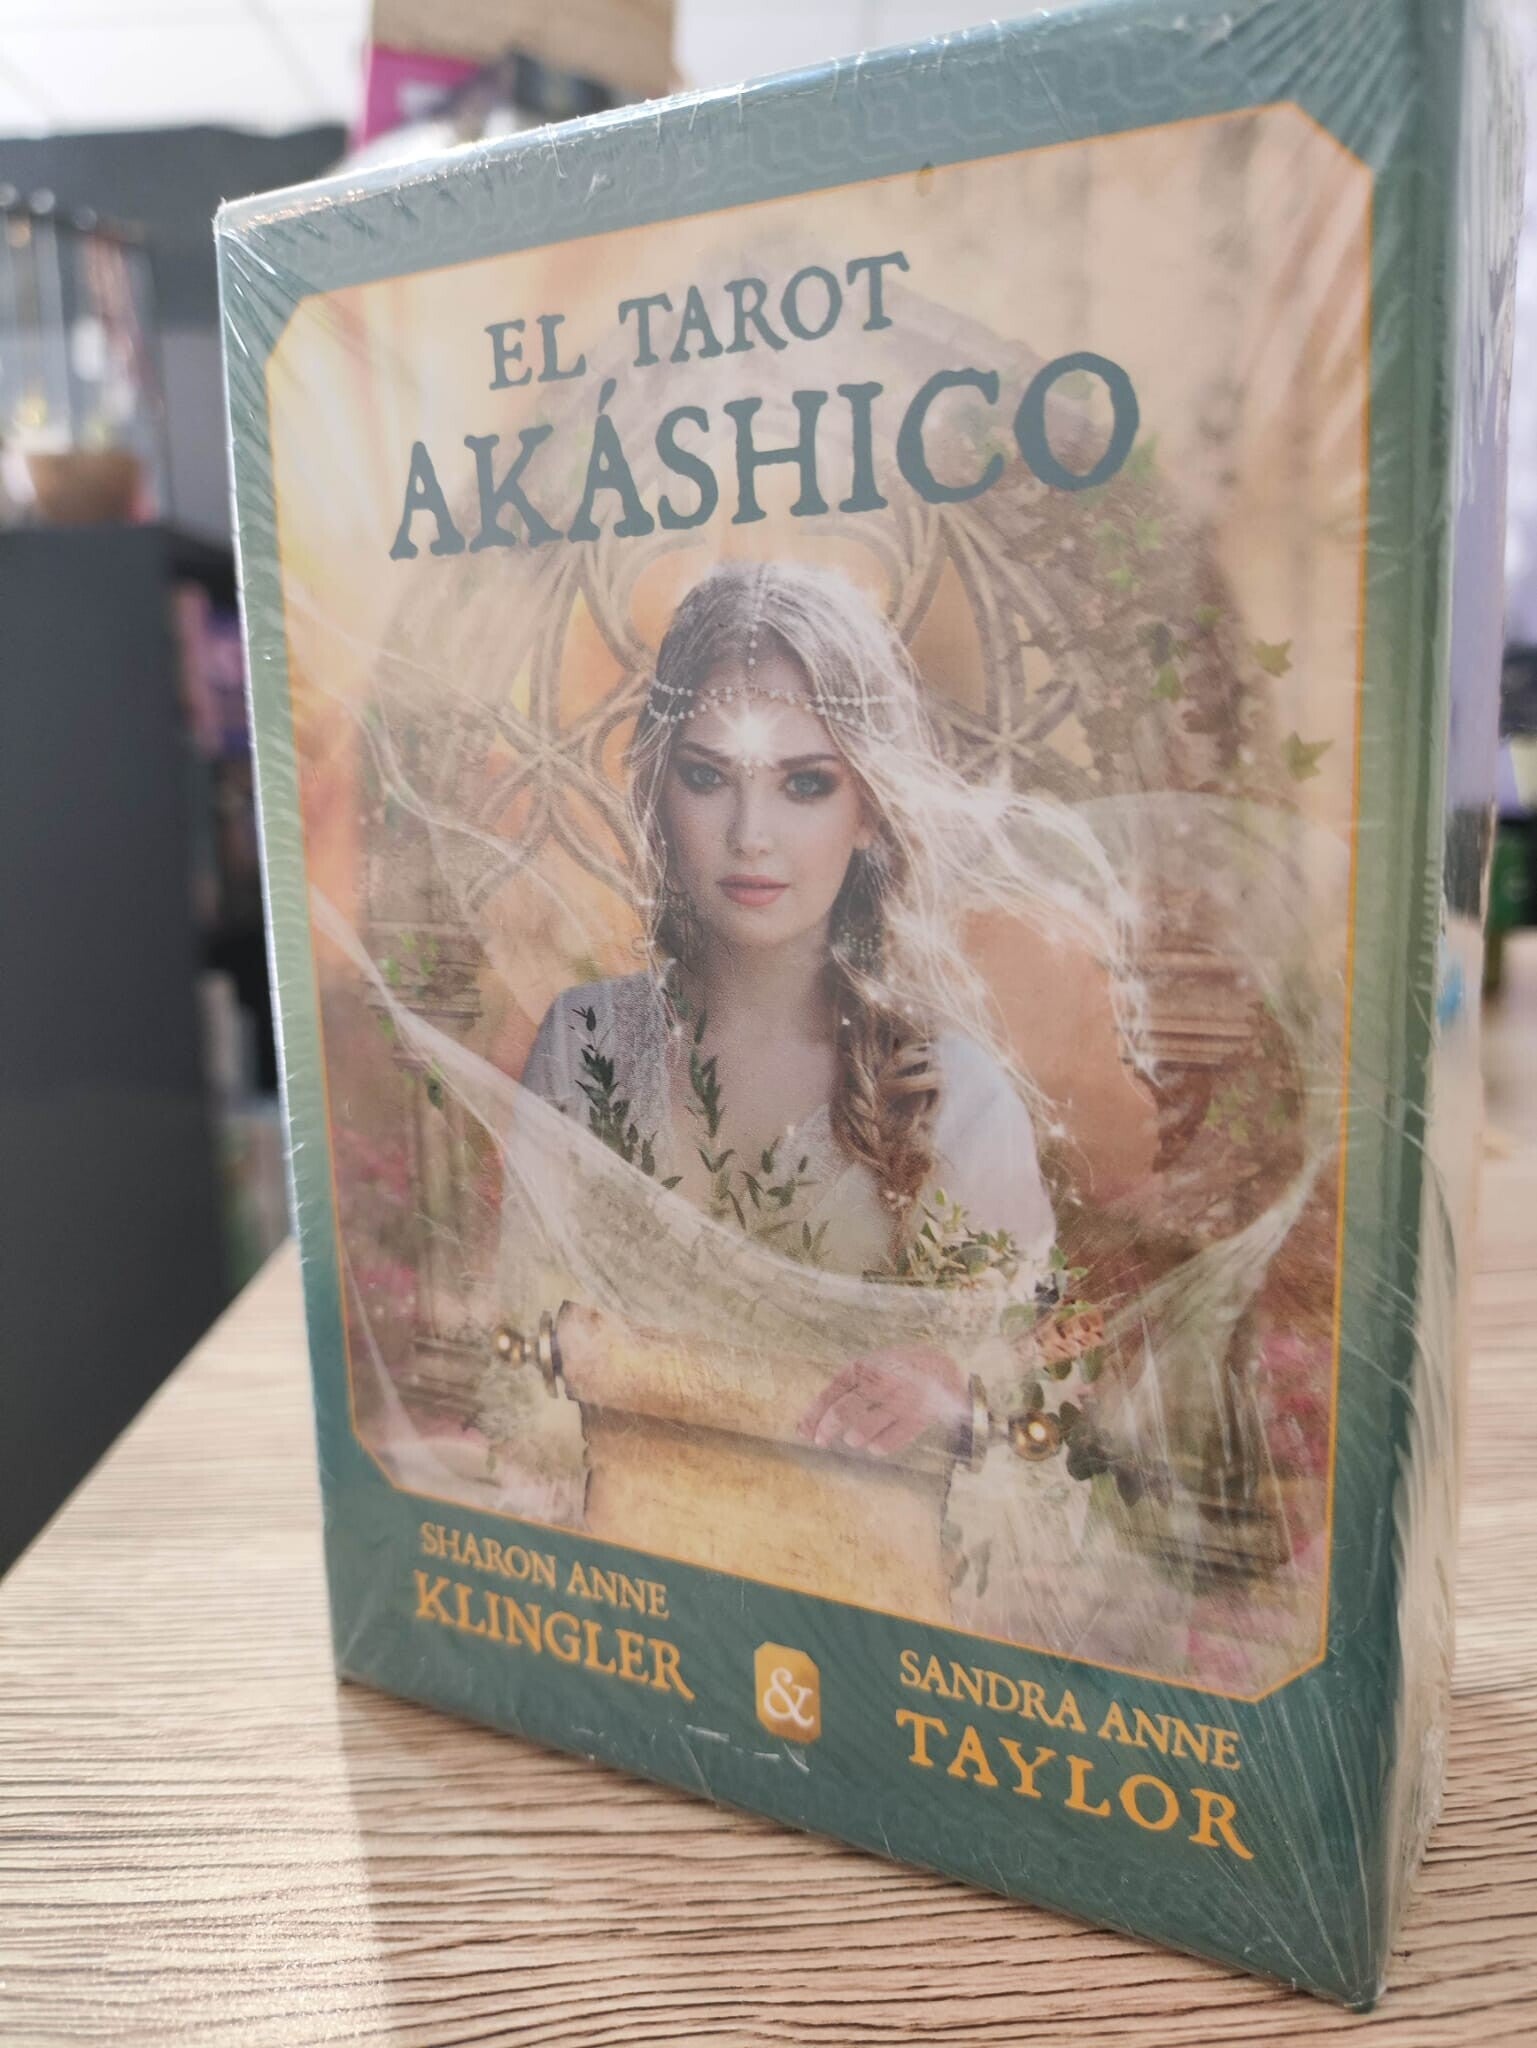 EL TAROT
AKÁSHICO
SHARON ANNE
KLINGLER
&
SANDRA ANNE
TAYLOR